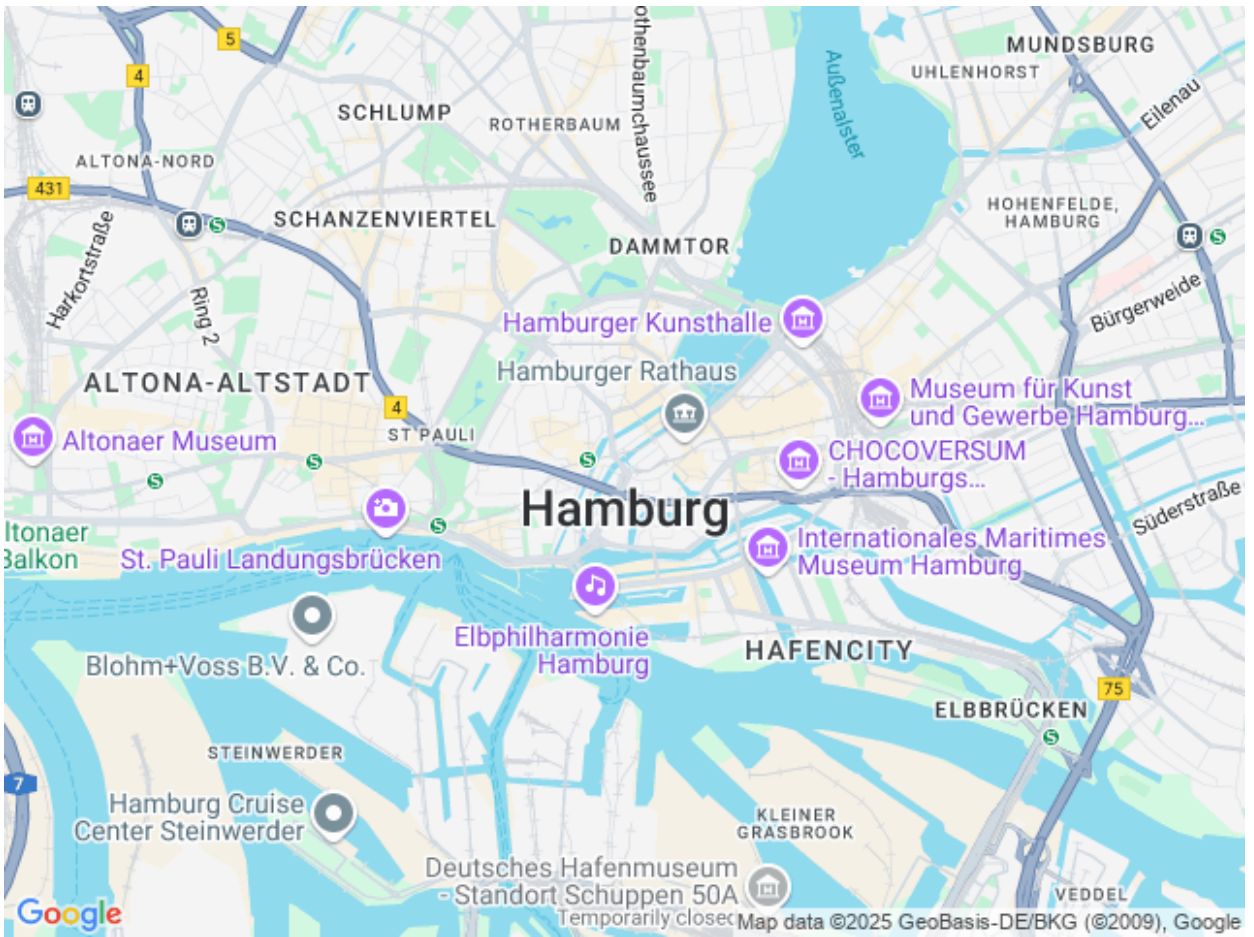 5
4
MUNDSBURG
UHLENHORST
Außenalster
Eilenau
SCHLUMP
ROTHERBAUM
othenbaumchaussee
ALTONA-NORD
431
S
SCHANZENVIERTEL
DAMMTOR
HOHENFELDE,
HAMBURG
S
Harkortstraße
Ring 2
Bürgerweide
Hamburger Kunsthalle
Hamburger Rathaus
ALTONA-ALTSTADT
4
ST PAULI
Museum für Kunst
und Gewerbe Hamburg...
Altonaer Museum
S
S
S
CHOCOVERSUM
- Hamburgs...
Süderstraße
Hamburg
ltonaer
Balkon
S
St. Pauli Landungsbrücken
Internationales Maritimes
Museum Hamburg
Elbphilharmonie
Hamburg
HAFENCITY
Blohm+Voss B.V. & Co.
75
ELBBRÜCKEN
S
STEINWERDER
7
Hamburg Cruise
Center Steinwerder
KLEINER
GRASBROOK
Deutsches Hafenmuseum
- Standort Schuppen 50A
Temporarily closed
VEDDEL
Google
Map data ©2025 GeoBasis-DE/BKG (©2009), Google